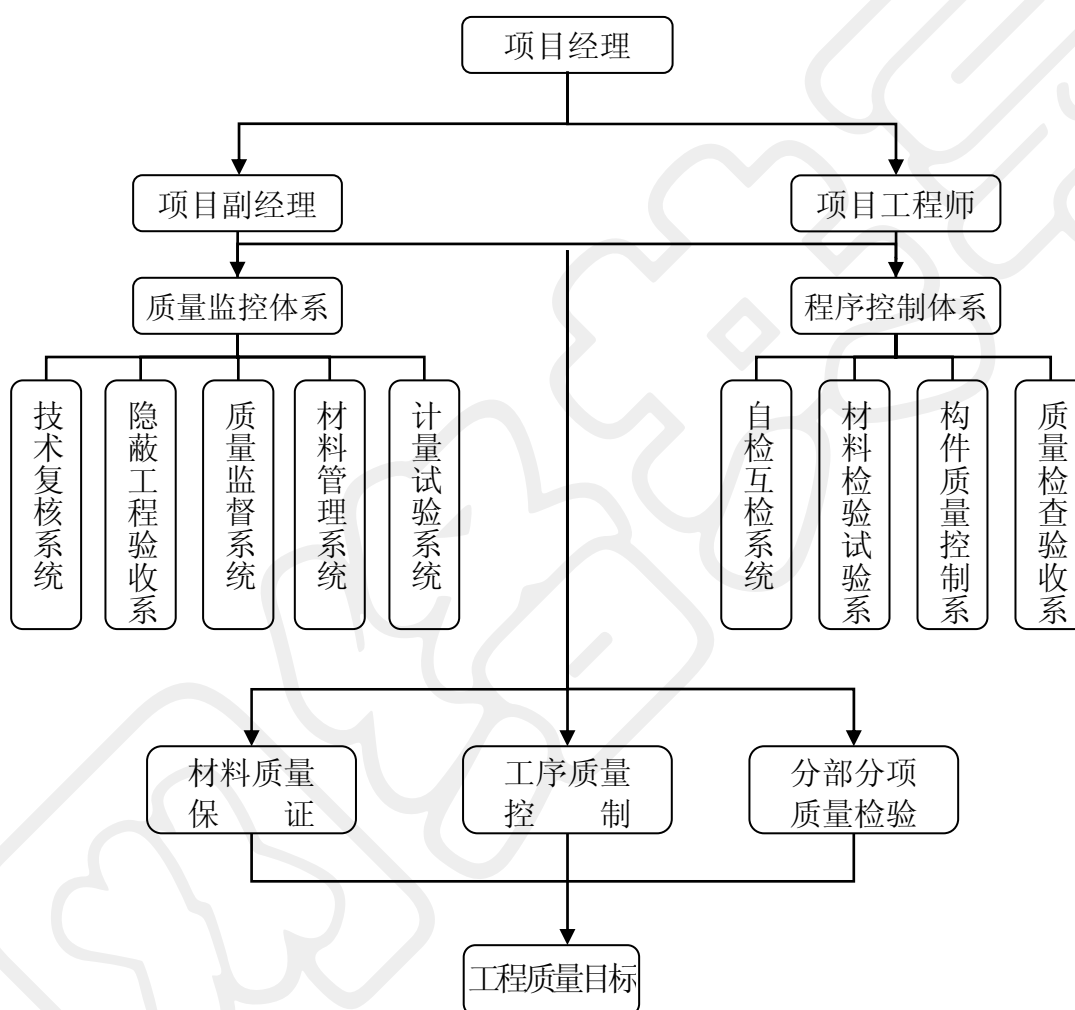 项目经理
项目副经理
项目工程师
质量监控体系
程序控制体系
技术复核系统
隐蔽工程验收系
质量监督系统
材料管理系统
计量试验系统
自检互检系统
材料检验试验系
构件质量控制系
质量检查验收系
材料质量
保 证
工序质量
控 制
分部分项
质量检验
工程质量目标